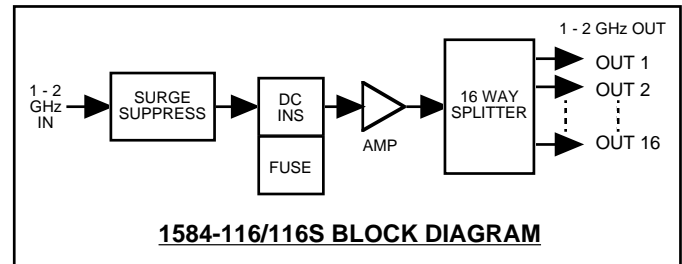 1 - 2 GHz OUT
1 - 2
GHz
IN
SURGE
SUPPRESS
DC
INS
FUSE
AMP
16 WAY
SPLITTER
OUT 1
OUT 2
OUT 16
1584-116/116S BLOCK DIAGRAM